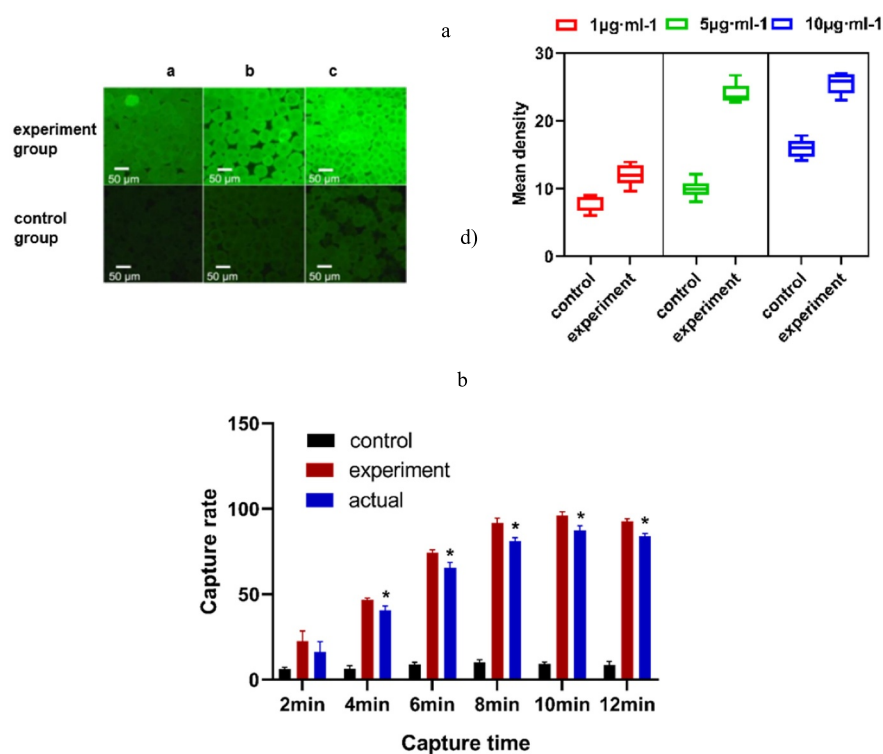 a
1μg·ml-1 5μg·ml-1 10μg·ml-1
a b c
experiment
group
50 μm 50 μm 50 μm
control
group
50 μm 50 μm 50 μm
d)
Mean density
30
20
10
0
control experiment control experiment control experiment
b
150
100
50
0
Capture rate
control
experiment
actual
* * * * *
2min 4min 6min 8min 10min 12min
Capture time